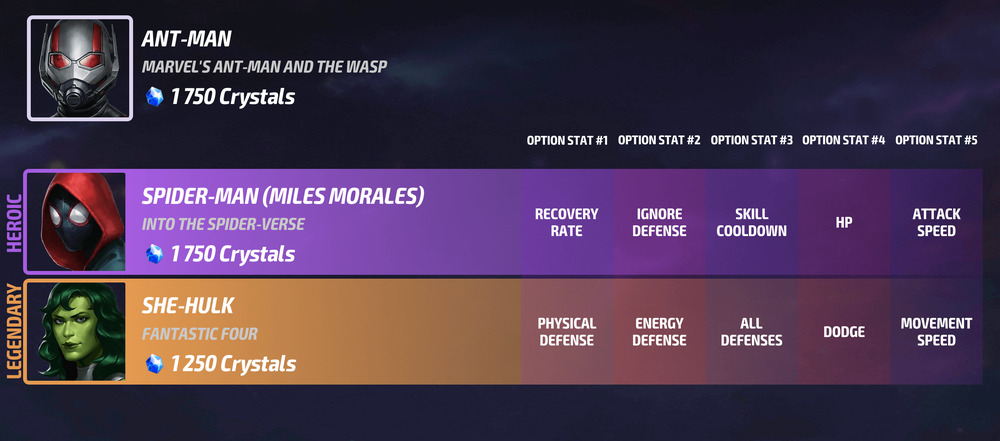 ANT-MAN
MARVEL'S ANT-MAN AND THE WASP
1 750 Crystals
OPTION STAT #1 OPTION STAT #2 OPTION STAT #3 OPTION STAT #4 OPTION STAT #5
HEROIC
SPIDER-MAN (MILES MORALES)
INTO THE SPIDER-VERSE
1 750 Crystals
RECOVERY
RATE
IGNORE
DEFENSE
SKILL
COOLDOWN
HP
ATTACK
SPEED
LEGENDARY
SHE-HULK
FANTASTIC FOUR
1 250 Crystals
PHYSICAL
DEFENSE
ENERGY
DEFENSE
ALL
DEFENSES
DODGE
MOVEMENT
SPEED